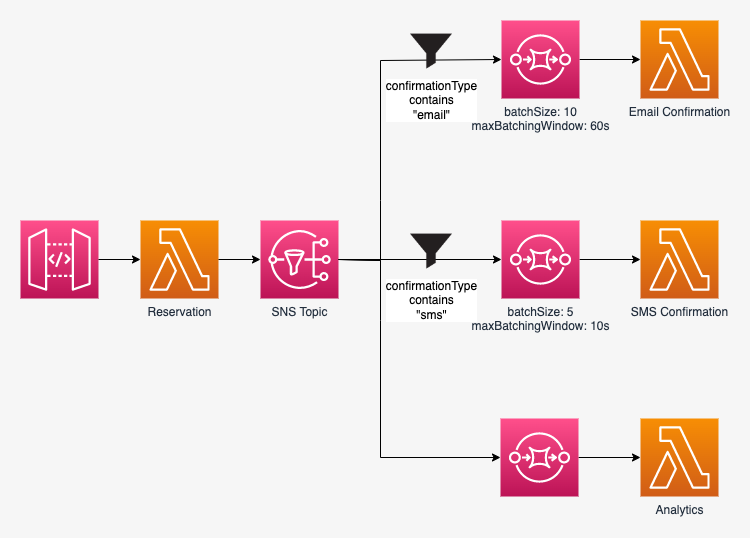 confirmationType
contains
"email"
batchSize: 10
maxBatchingWindow: 60s
Email Confirmation
</>
Reservation
SNS Topic
confirmationType
contains
"sms"
batchSize: 5
maxBatchingWindow: 10s
SMS Confirmation
Analytics